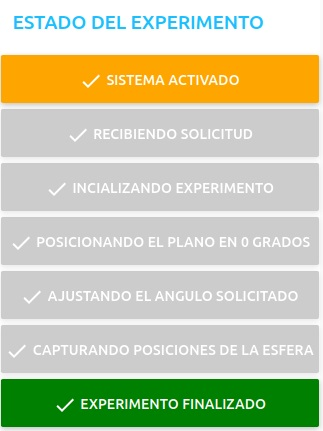 ESTADO DEL EXPERIMENTO
SISTEMA ACTIVADO
RECIBIENDO SOLICITUD
INCIALIZANDO EXPERIMENTO
POSICIONANDO EL PLANO EN 0 GRADOS
AJUSTANDO EL ANGULO SOLICITADO
CAPTURANDO POSICIONES DE LA ESFERA
EXPERIMENTO FINALIZADO